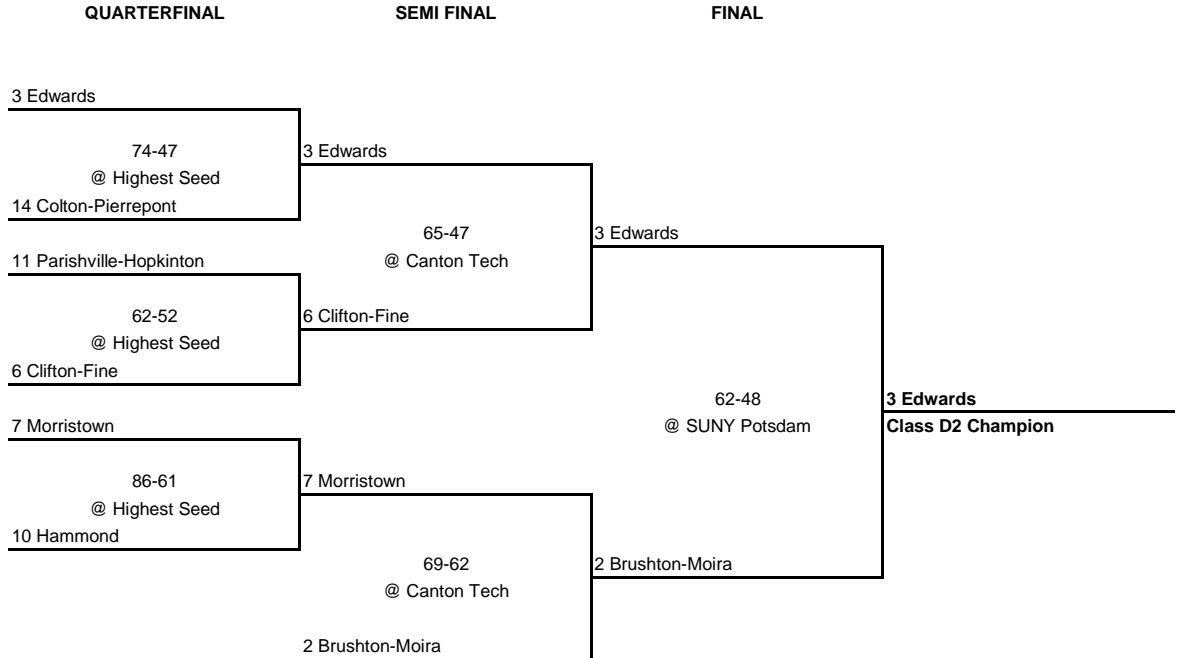 QUARTERFINAL SEMI FINAL FINAL
3 Edwards
74-47 3 Edwards
@ Highest Seed
14 Colton-Pierrepont
65-47 3 Edwards
11 Parishville-Hopkinton @ Canton Tech
62-52 6 Clifton-Fine
@ Highest Seed
6 Clifton-Fine
62-48 3 Edwards
7 Morristown @ SUNY Potsdam Class D2 Champion
86-61 7 Morristown
@ Highest Seed
10 Hammond
69-62 2 Brushton-Moira
@ Canton Tech
2 Brushton-Moira